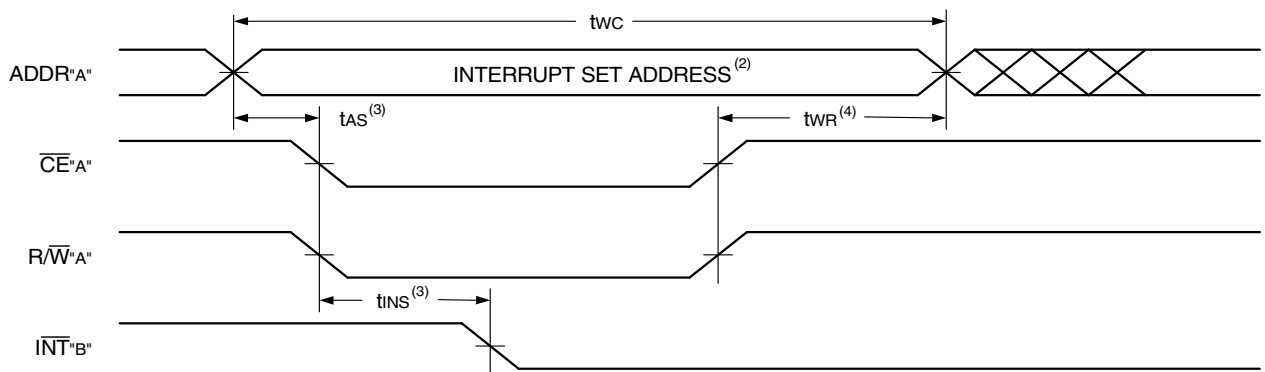 tWC
ADDR"A"
INTERRUPT SET ADDRESS(2)
tAS(3)
tWR(4)
CE"A"
R/W"A"
tINS(3)
INT"B"